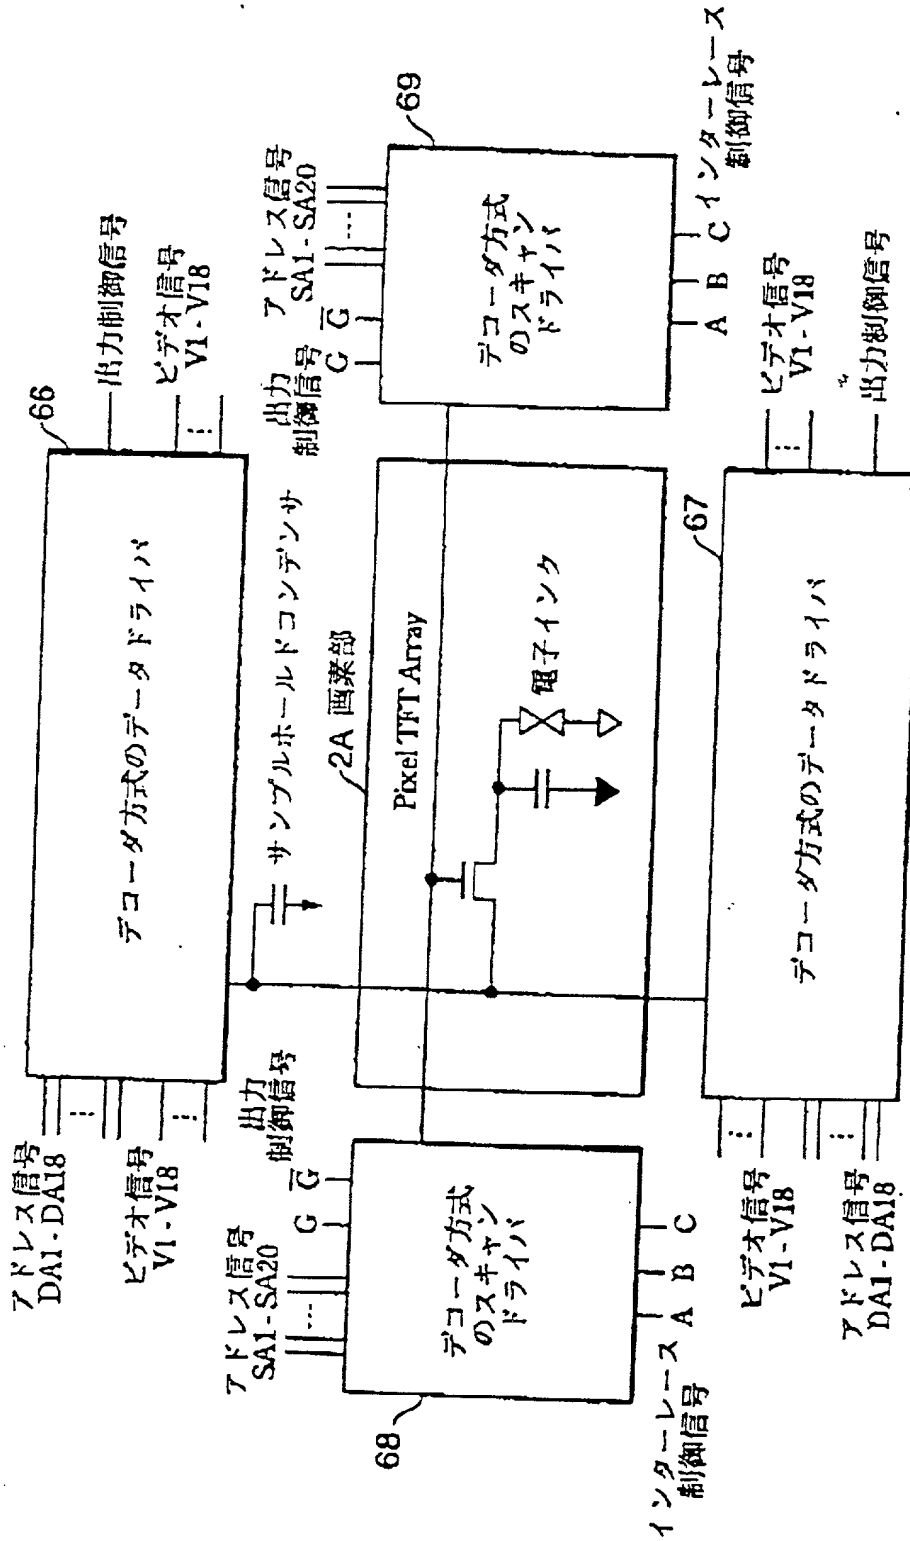 アドレス信号
DA1-DA18
ビデオ信号
V1-V18
デコーダ方式のデータドライバ
66
出力制御信号
ビデオ信号
V1-V18
アドレス信号
SA1-SA20
G
G̅
出力
制御信号
サンプルホールドコンデンサ
2A 画素部
出力
制御信号
G
G̅
アドレス信号
SA1-SA20
69
68
デコーダ方式
のスキャン
ドライバ
Pixel TFT Array
電子インク
デコーダ方式
のスキャン
ドライバ
インターレース
制御信号
A
B
C
A
B
C
インターレース
制御信号
67
ビデオ信号
V1-V18
アドレス信号
DA1-DA18
デコーダ方式のデータドライバ
ビデオ信号
V1-V18
出力制御信号